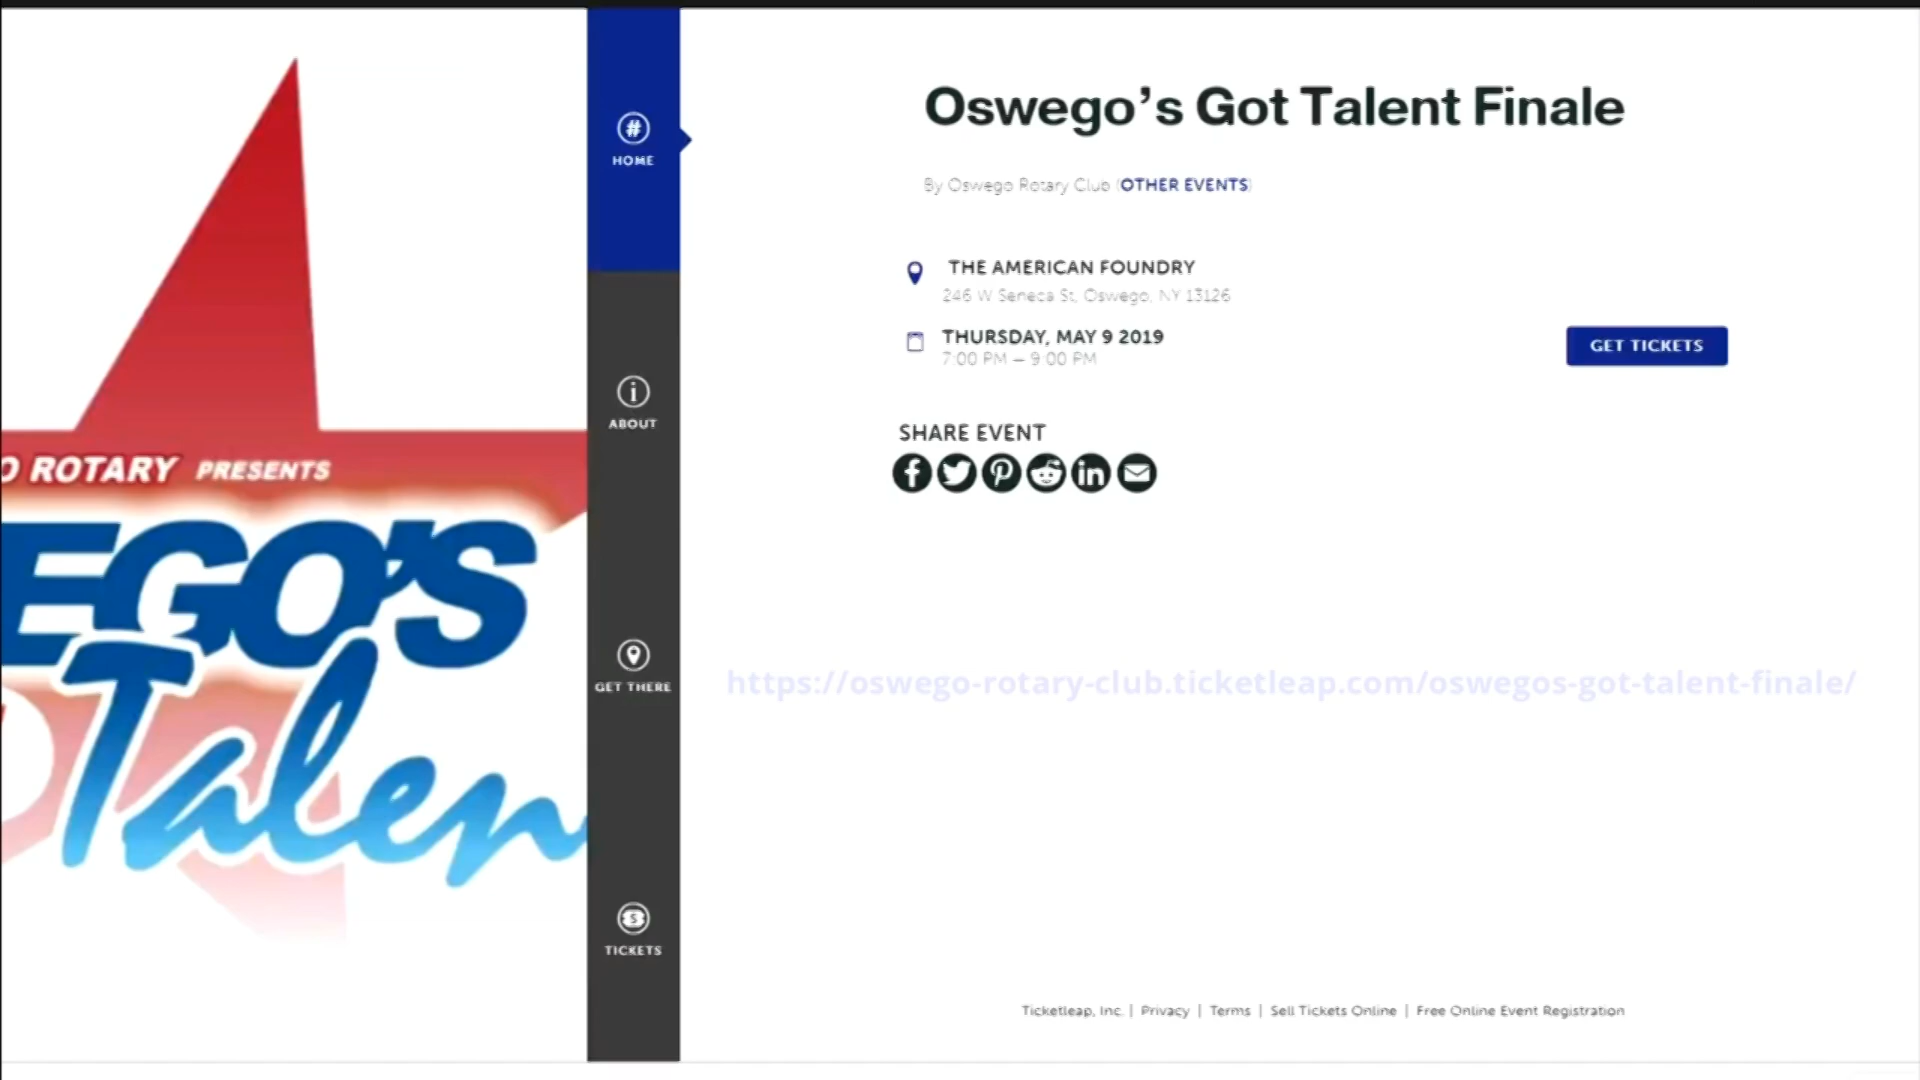 O ROTARY PRESENTS
EGO'S
Talen
#
HOME
i
ABOUT
GET THERE
S
TICKETS
Oswego's Got Talent Finale
By Oswego Rotary Club (OTHER EVENTS)
THE AMERICAN FOUNDRY
246 W Seneca St, Oswego, NY 13126
THURSDAY, MAY 9 2019
7:00 PM – 9:00 PM
GET TICKETS
SHARE EVENT
https://oswego-rotary-club.ticketleap.com/oswegos-got-talent-finale/
Ticketleap, Inc. | Privacy | Terms | Sell Tickets Online | Free Online Event Registration